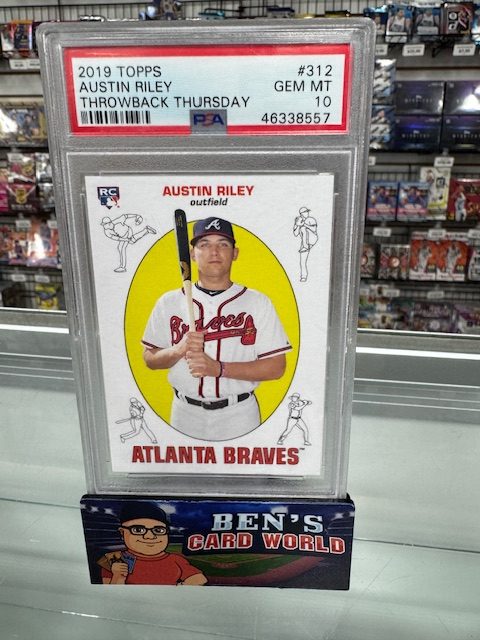 2019 TOPPS #312
AUSTIN RILEY GEM MT
THROWBACK THURSDAY 10
PSA 46338557
RC
AUSTIN RILEY
outfield
A
Braves
ATLANTA BRAVES™
BEN'S
CARD WORLD